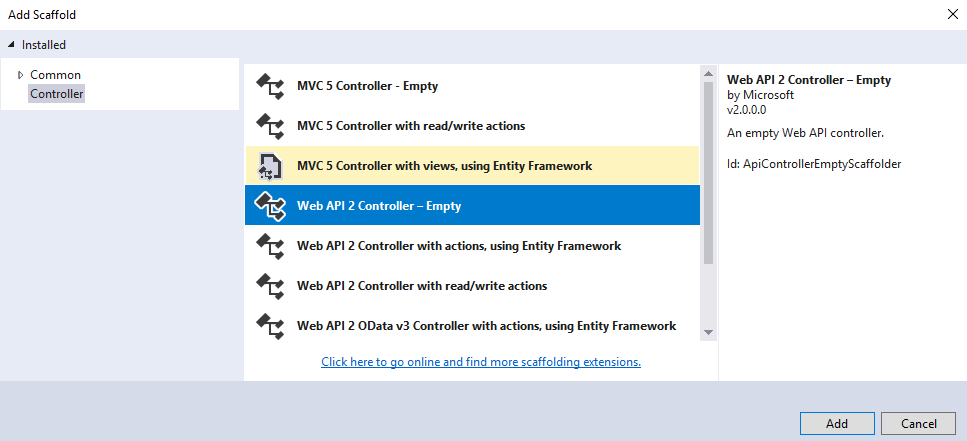 Add Scaffold
Installed
Common
Controller
MVC 5 Controller - Empty
MVC 5 Controller with read/write actions
MVC 5 Controller with views, using Entity Framework
Web API 2 Controller – Empty
Web API 2 Controller with actions, using Entity Framework
Web API 2 Controller with read/write actions
Web API 2 OData v3 Controller with actions, using Entity Framework
Click here to go online and find more scaffolding extensions.
Web API 2 Controller – Empty
by Microsoft
v2.0.0.0
An empty Web API controller.
Id: ApiControllerEmptyScaffolder
Add
Cancel